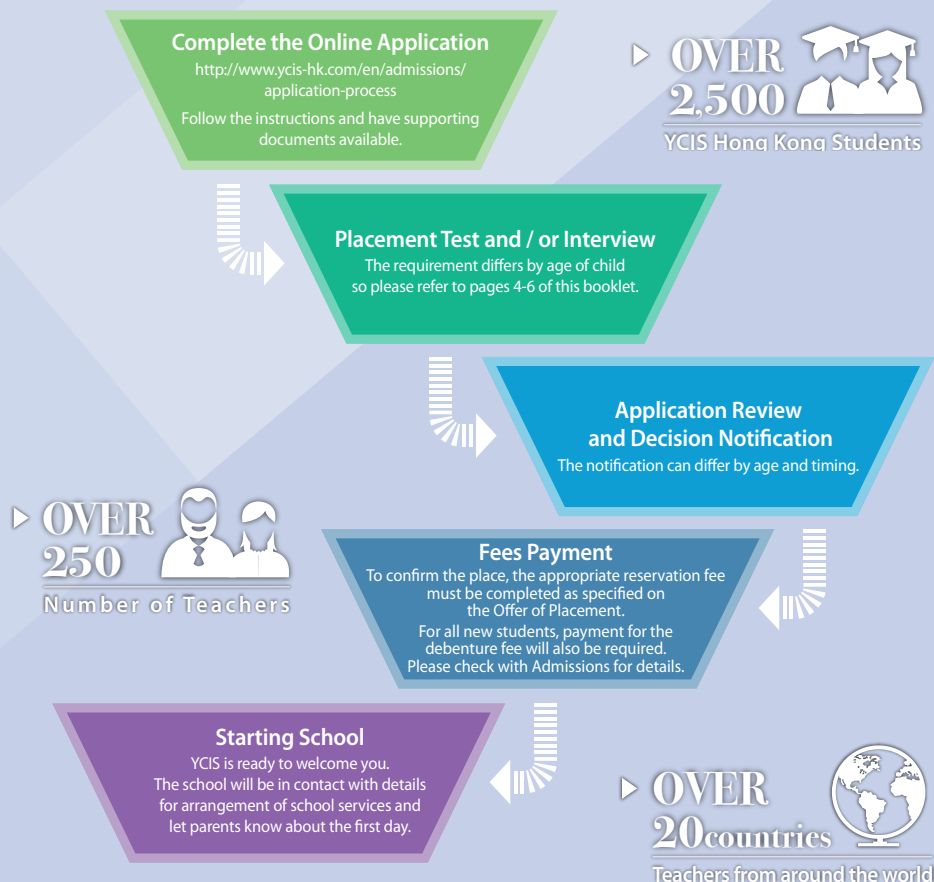 Complete the Online Application
http://www.ycis-hk.com/en/admissions/
application-process
Follow the instructions and have supporting
documents available.
OVER
2,500
YCIS Hong Kong Students
Placement Test and / or Interview
The requirement differs by age of child
so please refer to pages 4-6 of this booklet.
Application Review
and Decision Notification
The notification can differ by age and timing.
OVER
250
Number of Teachers
Fees Payment
To confirm the place, the appropriate reservation fee
must be completed as specified on
the Offer of Placement.
For all new students, payment for the
debenture fee will also be required.
Please check with Admissions for details.
Starting School
YCIS is ready to welcome you.
The school will be in contact with details
for arrangement of school services and
let parents know about the first day.
OVER
20countries
Teachers from around the world